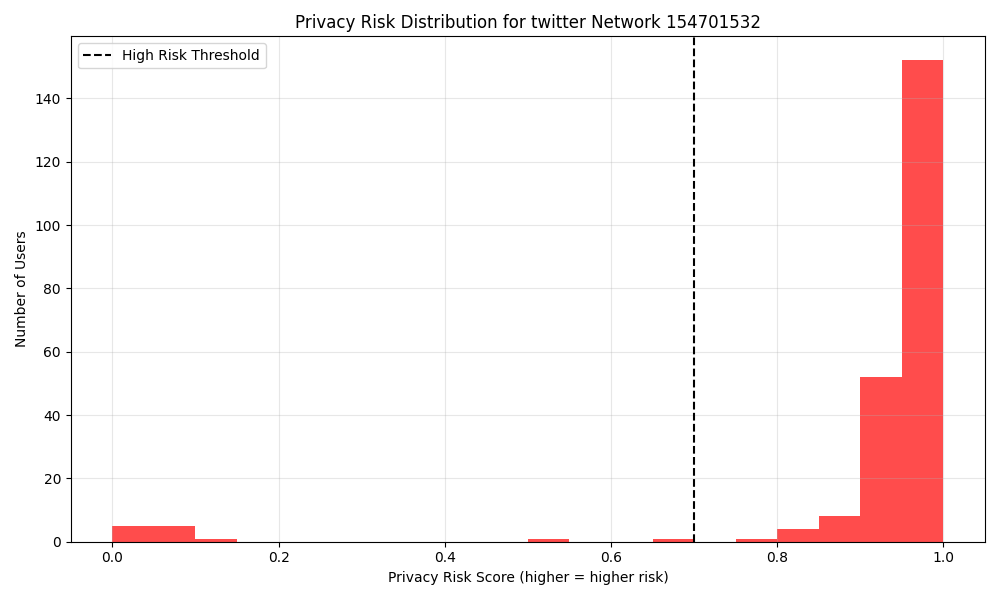 Privacy Risk Distribution for twitter Network 154701532
High Risk Threshold
Number of Users
140
120
100
80
60
40
20
0
0.0 0.2 0.4 0.6 0.8 1.0
Privacy Risk Score (higher = higher risk)